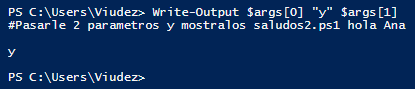 PS C:\Users\Viudez> Write-Output $args[0] "y" $args[1]
#Pasarle 2 parametros y mostralos saludos2.ps1 hola Ana
y
PS C:\Users\Viudez>